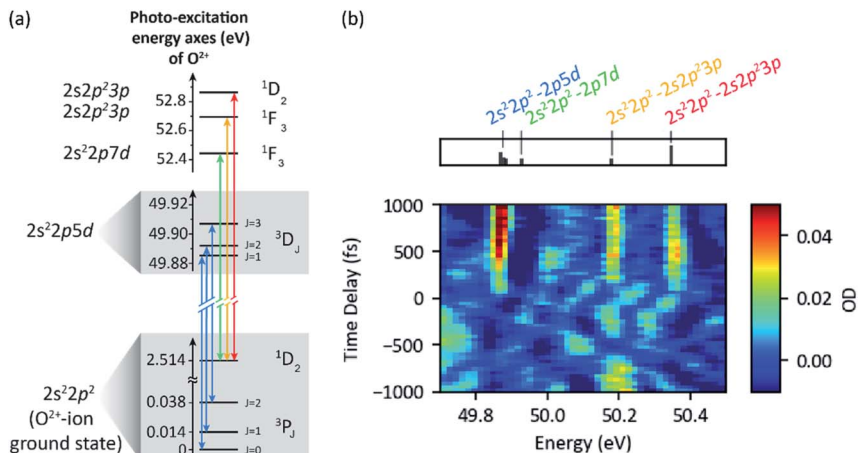 (a)
Photo-excitation
energy axes (eV)
of O²⁺
2s2p²3p
2s2p²3p
2s²2p7d
52.8
52.6
52.4
¹D₂
¹F₃
¹F₃
2s²2p5d
49.92
49.90
49.88
J=3
J=2
J=1
³D_J
2s²2p²
(O²⁺-ion
ground state)
2.514
≈
0.038
0.014
0
¹D₂
J=2
J=1
J=0
³P_J
(b)
2s²2p²-2p5d
2s²2p²-2p7d
2s²2p²-2s2p²3p
2s²2p²-2s2p²3p
Time Delay (fs)
1000
500
0
−500
−1000
49.8 50.0 50.2 50.4
Energy (eV)
0.04
0.02
0.00
OD